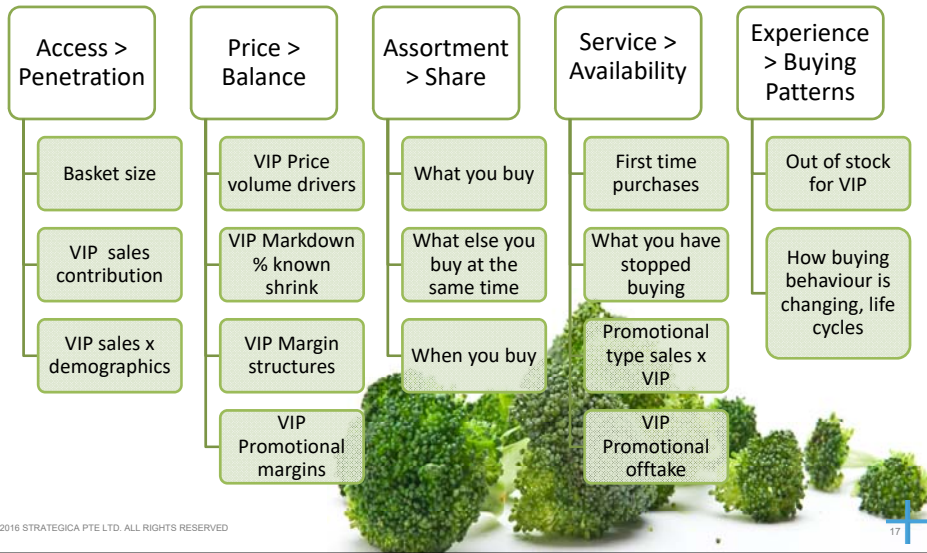 Access >
Penetration
Basket size
VIP sales
contribution
VIP sales x
demographics
Price >
Balance
VIP Price
volume drivers
VIP Markdown
% known
shrink
VIP Margin
structures
VIP
Promotional
margins
Assortment
> Share
What you buy
What else you
buy at the
same time
When you buy
Service >
Availability
First time
purchases
What you have
stopped
buying
Promotional
type sales x
VIP
VIP
Promotional
offtake
Experience
> Buying
Patterns
Out of stock
for VIP
How buying
behaviour is
changing, life
cycles
2016 STRATEGICA PTE LTD. ALL RIGHTS RESERVED
17